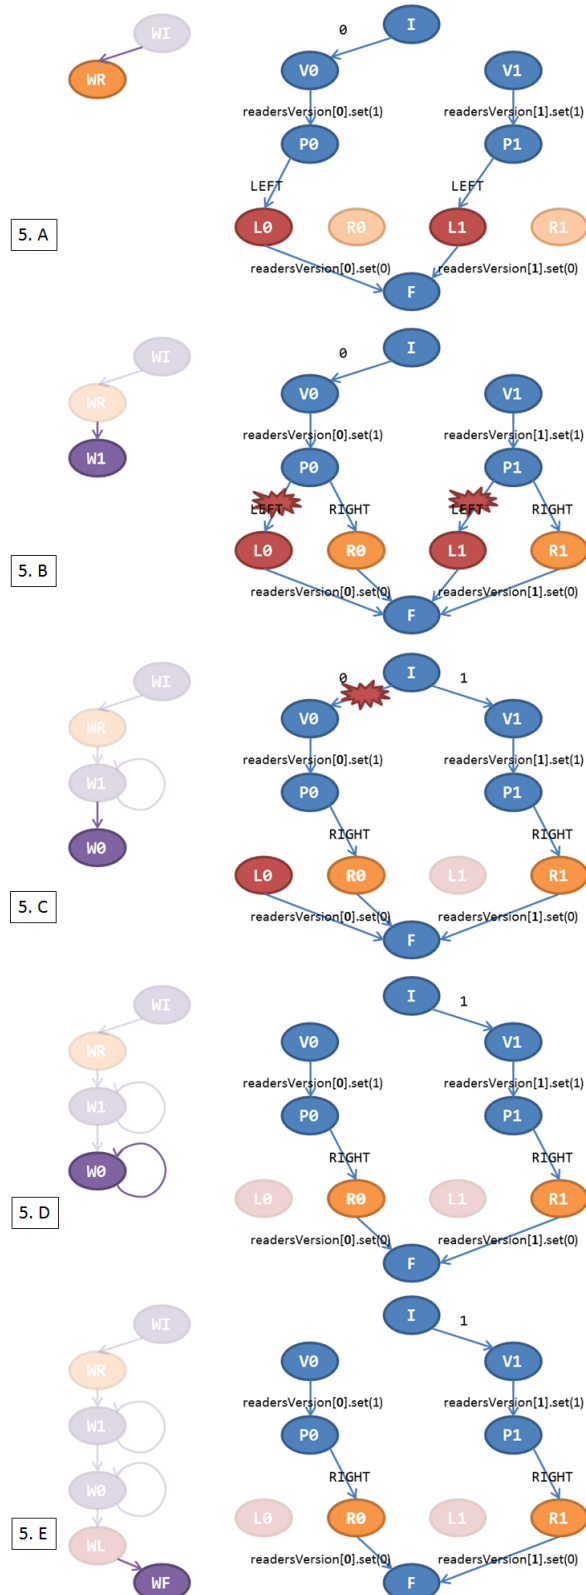 WI
I
0
WR
V0
V1
readersVersion[0].set(1)
readersVersion[1].set(1)
P0
P1
LEFT
LEFT
5. A
L0
R0
L1
R1
readersVersion[0].set(0)
readersVersion[1].set(0)
F
WI
I
0
WR
V0
V1
readersVersion[0].set(1)
readersVersion[1].set(1)
W1
P0
P1
LEFT
RIGHT
LEFT
RIGHT
5. B
L0
R0
L1
R1
readersVersion[0].set(0)
readersVersion[1].set(0)
F
WI
I
0
1
WR
V0
V1
readersVersion[0].set(1)
readersVersion[1].set(1)
W1
P0
P1
RIGHT
RIGHT
W0
5. C
L0
R0
L1
R1
readersVersion[0].set(0)
readersVersion[1].set(0)
F
WI
I
1
WR
V0
V1
readersVersion[0].set(1)
readersVersion[1].set(1)
W1
P0
P1
RIGHT
RIGHT
W0
5. D
L0
R0
L1
R1
readersVersion[0].set(0)
readersVersion[1].set(0)
F
WI
I
1
WR
V0
V1
readersVersion[0].set(1)
readersVersion[1].set(1)
W1
P0
P1
RIGHT
RIGHT
W0
5. E
L0
R0
L1
R1
WL
readersVersion[0].set(0)
readersVersion[1].set(0)
WF
F